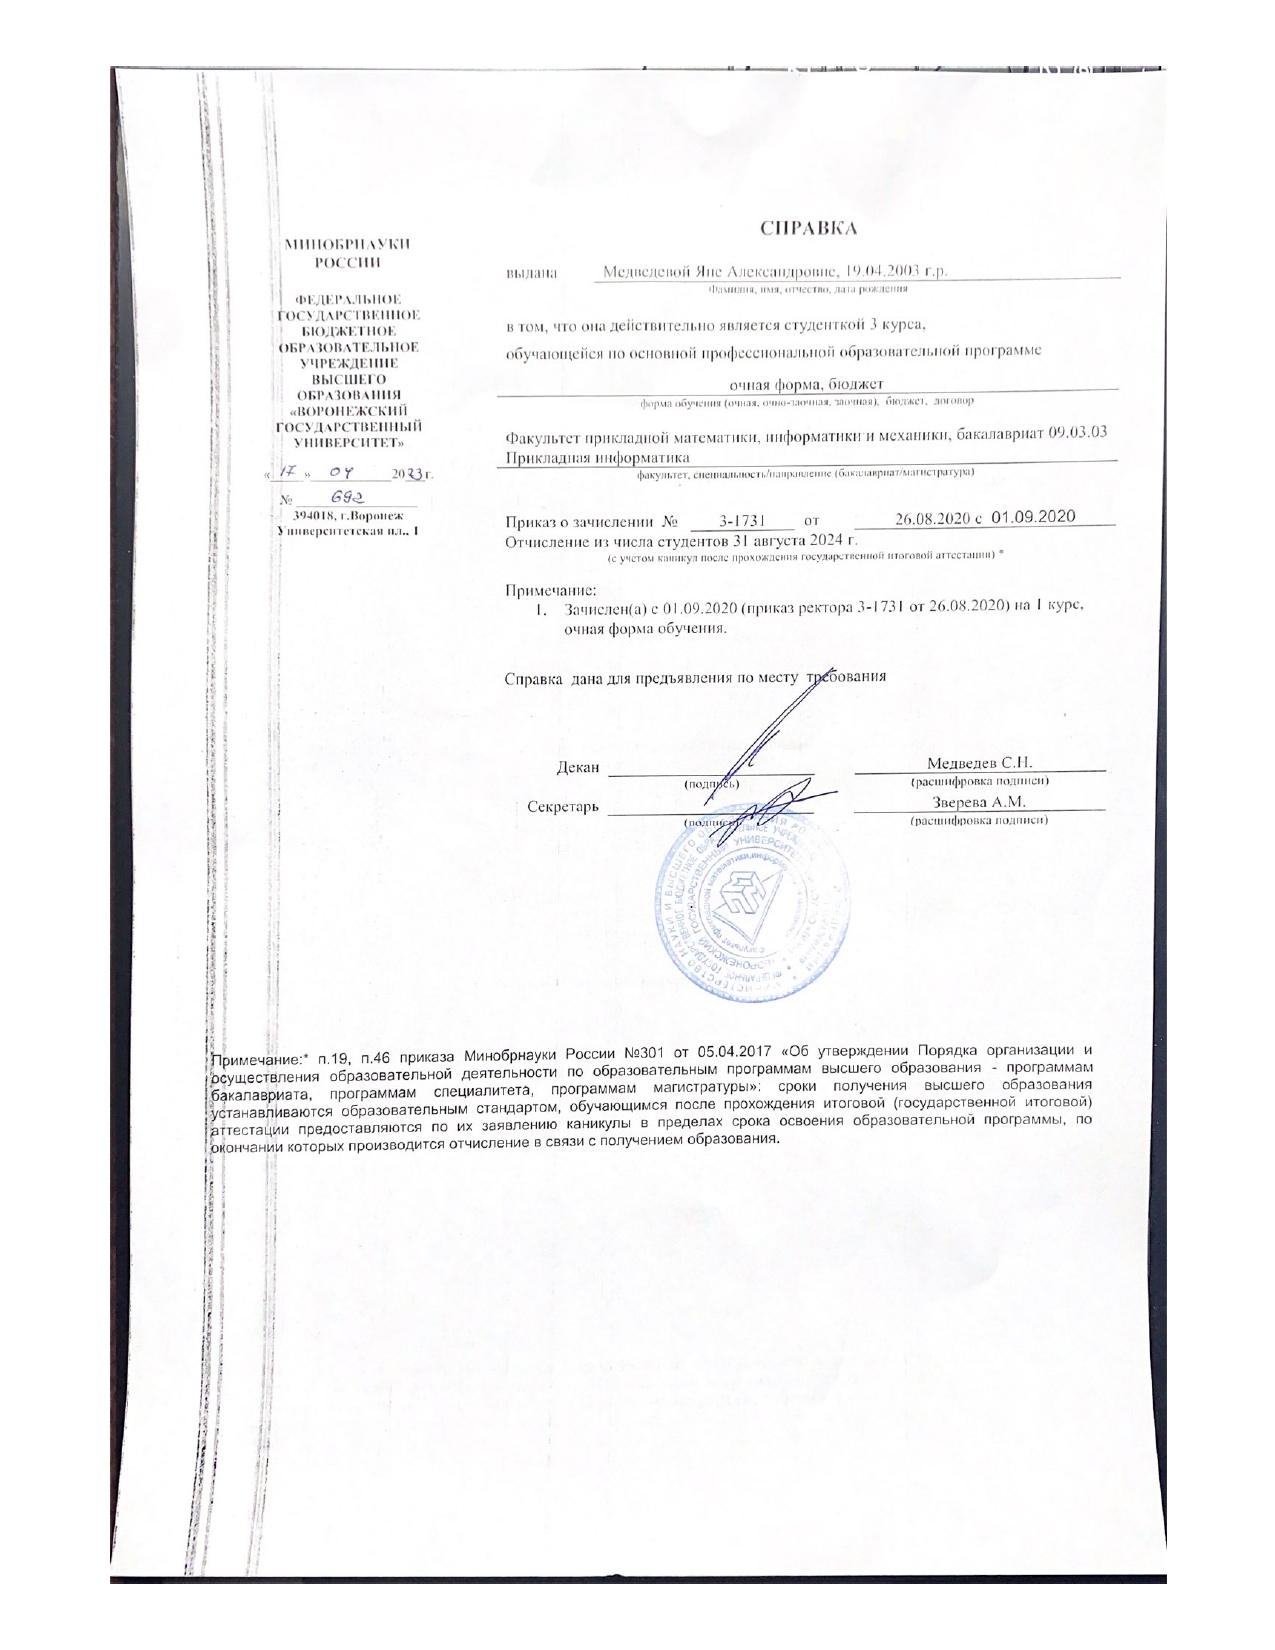 МИНОБРНАУКИ
РОССИИ
ФЕДЕРАЛЬНОЕ
ГОСУДАРСТВЕННОЕ
БЮДЖЕТНОЕ
ОБРАЗОВАТЕЛЬНОЕ
УЧРЕЖДЕНИЕ
ВЫСШЕГО
ОБРАЗОВАНИЯ
«ВОРОНЕЖСКИЙ
ГОСУДАРСТВЕННЫЙ
УНИВЕРСИТЕТ»
« 17 » 04 2023 г.
№ 692
394018, г.Воронеж
Университетская пл., 1
СПРАВКА
выдана Медведевой Яне Александровне, 19.04.2003 г.р.
Фамилия, имя, отчество, дата рождения
в том, что она действительно является студенткой 3 курса,
обучающейся по основной профессиональной образовательной программе
очная форма, бюджет
форма обучения (очная, очно-заочная, заочная), бюджет, договор
Факультет прикладной математики, информатики и механики, бакалавриат 09.03.03
Прикладная информатика
факультет, специальность/направление (бакалавриат/магистратура)
Приказ о зачислении № 3-1731 от 26.08.2020 с 01.09.2020
Отчисление из числа студентов 31 августа 2024 г.
(с учетом каникул после прохождения государственной итоговой аттестации) *
Примечание:
1. Зачислен(а) с 01.09.2020 (приказ ректора 3-1731 от 26.08.2020) на 1 курс,
очная форма обучения.
Справка дана для предъявления по месту требования
Декан Медведев С.Н.
(подпись) (расшифровка подписи)
Секретарь Зверева А.М.
(подпись) (расшифровка подписи)
Примечание:* п.19, п.46 приказа Минобрнауки России №301 от 05.04.2017 «Об утверждении Порядка организации и
осуществления образовательной деятельности по образовательным программам высшего образования - программам
бакалавриата, программам специалитета, программам магистратуры»: сроки получения высшего образования
устанавливаются образовательным стандартом, обучающимся после прохождения итоговой (государственной итоговой)
аттестации предоставляются по их заявлению каникулы в пределах срока освоения образовательной программы, по
окончании которых производится отчисление в связи с получением образования.